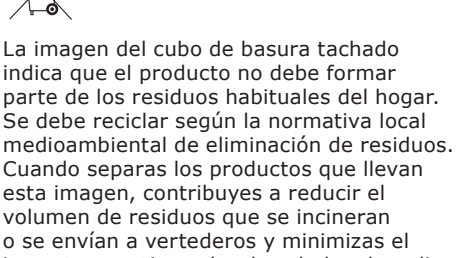 La imagen del cubo de basura tachado
indica que el producto no debe formar
parte de los residuos habituales del hogar.
Se debe reciclar según la normativa local
medioambiental de eliminación de residuos.
Cuando separas los productos que llevan
esta imagen, contribuyes a reducir el
volumen de residuos que se incineran
o se envían a vertederos y minimizas el